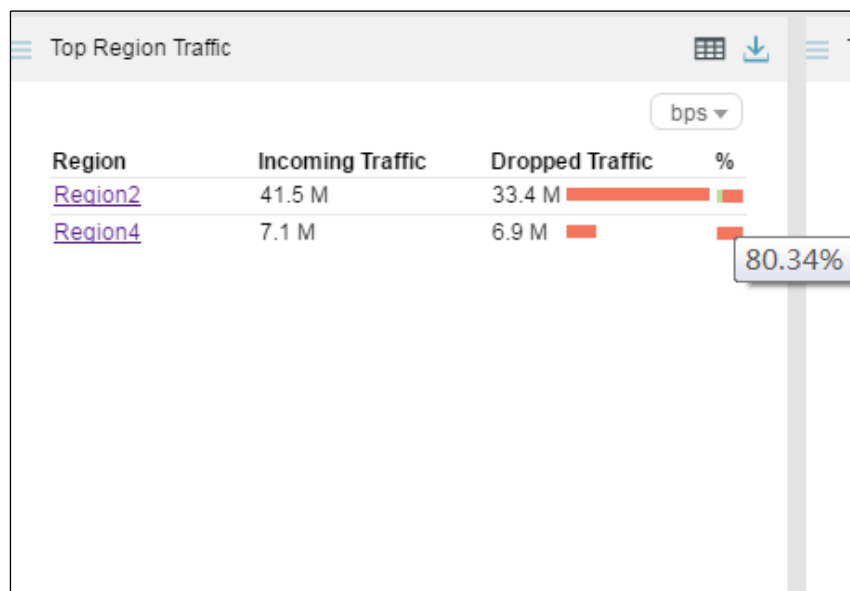 Top Region Traffic
bps
Region Incoming Traffic Dropped Traffic %
Region2 41.5 M 33.4 M
Region4 7.1 M 6.9 M
80.34%